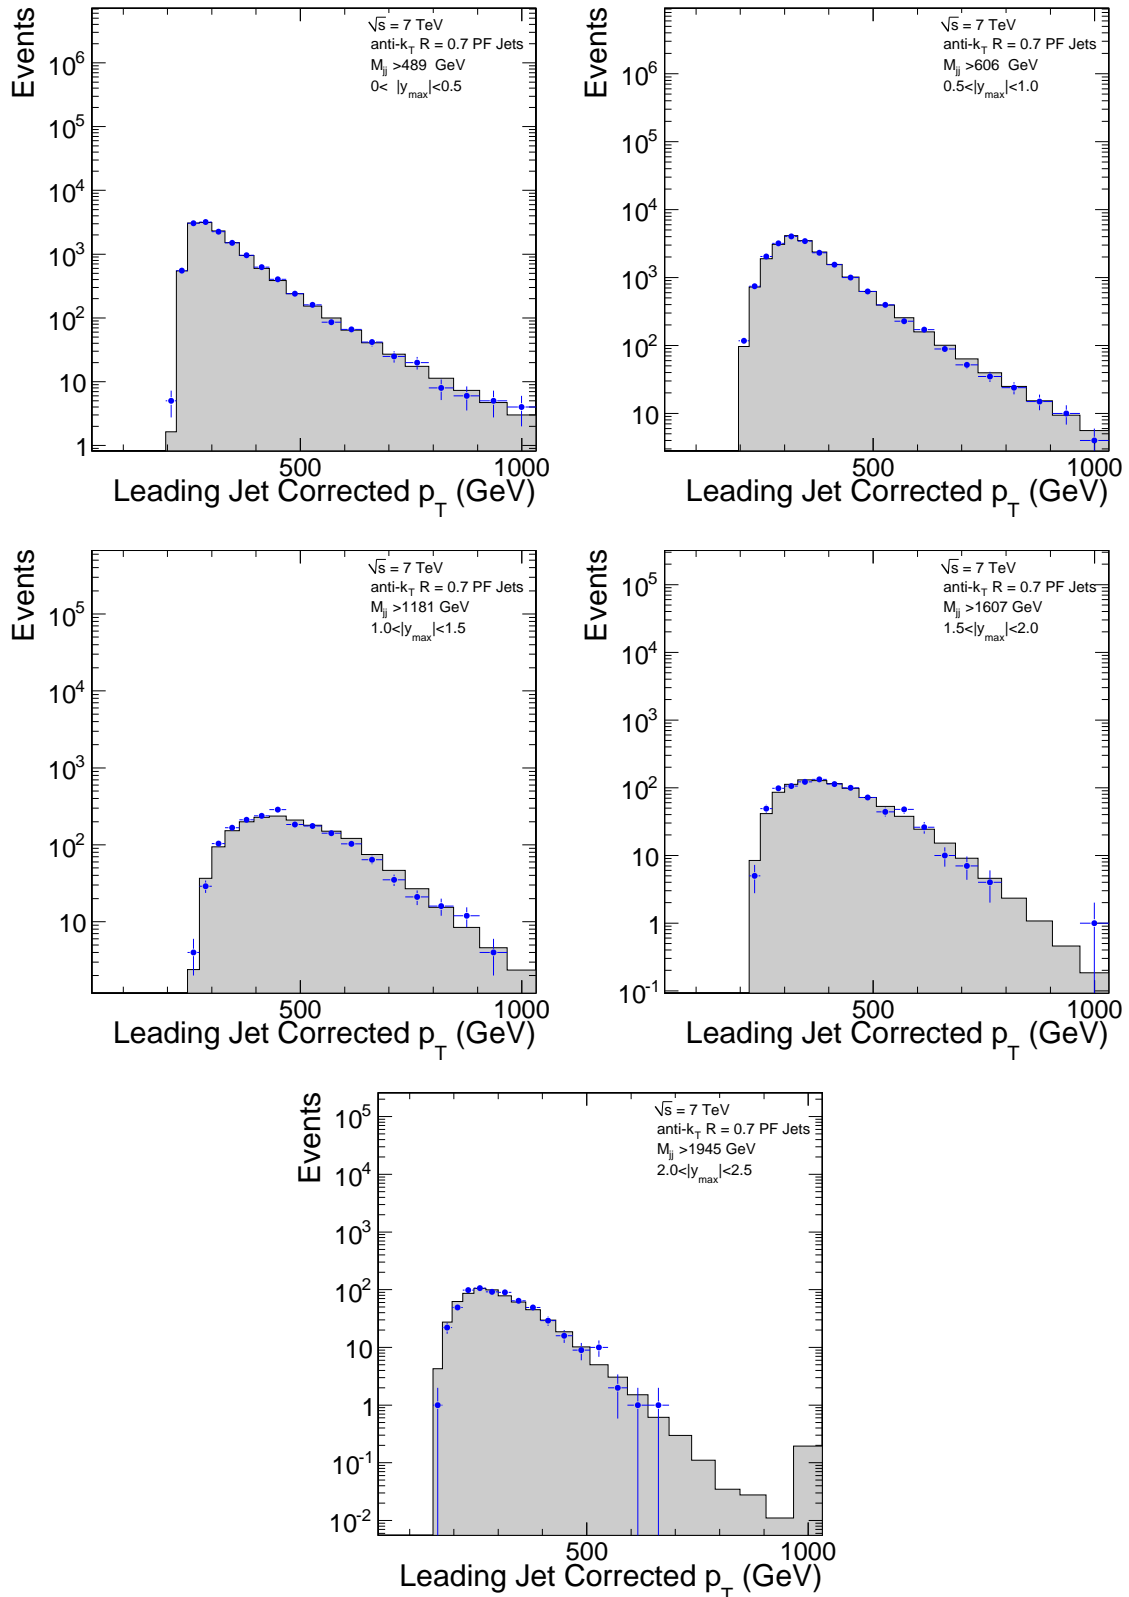 Events
√s = 7 TeV
anti-k_T R = 0.7 PF Jets
M_jj >489 GeV
0< |y_max|<0.5
10^6
10^5
10^4
10^3
10^2
10
1
500 1000
Leading Jet Corrected p_T (GeV)
Events
√s = 7 TeV
anti-k_T R = 0.7 PF Jets
M_jj >606 GeV
0.5<|y_max|<1.0
10^6
10^5
10^4
10^3
10^2
10
500 1000
Leading Jet Corrected p_T (GeV)
Events
√s = 7 TeV
anti-k_T R = 0.7 PF Jets
M_jj >1181 GeV
1.0<|y_max|<1.5
10^5
10^4
10^3
10^2
10
500 1000
Leading Jet Corrected p_T (GeV)
Events
√s = 7 TeV
anti-k_T R = 0.7 PF Jets
M_jj >1607 GeV
1.5<|y_max|<2.0
10^5
10^4
10^3
10^2
10
1
10^-1
500 1000
Leading Jet Corrected p_T (GeV)
Events
√s = 7 TeV
anti-k_T R = 0.7 PF Jets
M_jj >1945 GeV
2.0<|y_max|<2.5
10^5
10^4
10^3
10^2
10
1
10^-1
10^-2
500 1000
Leading Jet Corrected p_T (GeV)